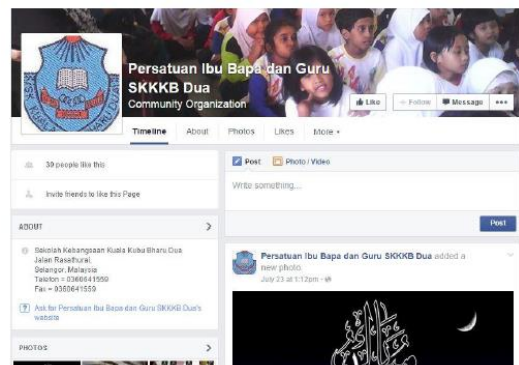 Persatuan Ibu Bapa dan Guru
SKKKB Dua
Community Organization
Like
Follow
Message
Timeline
About
Photos
Likes
More
39 people like this
Invite friends to like this Page
ABOUT
Sekolah Kebangsaan Kuala Kubu Bharu Dua
Jalan Rasathurai,
Selangor, Malaysia
Talefon = 0360641559
Fax = 0360641559
Ask for Persatuan Ibu Bapa dan Guru SKKKB Dua's
website
PHOTOS
Post
Photo / Video
Write something...
Post
Persatuan Ibu Bapa dan Guru SKKKB Dua added a
new photo.
July 23 at 1:12pm